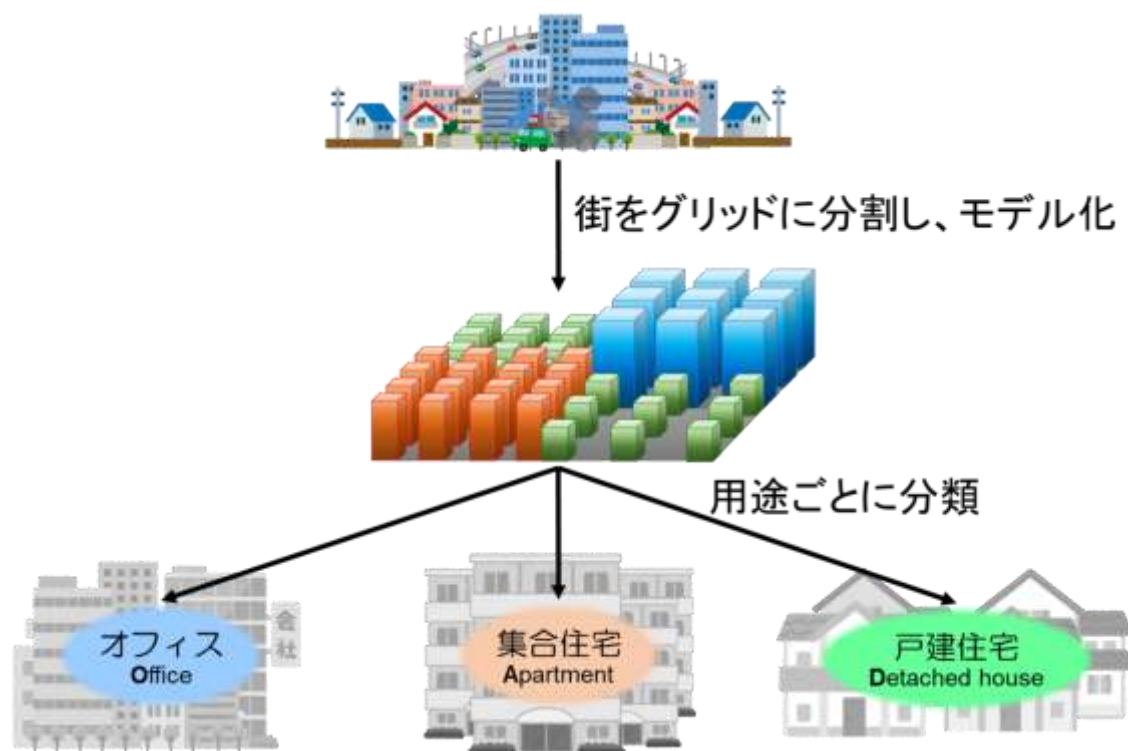 街をグリッドに分割し、モデル化
用途ごとに分類
会社
オフィス
Office
集合住宅
Apartment
戸建住宅
Detached house